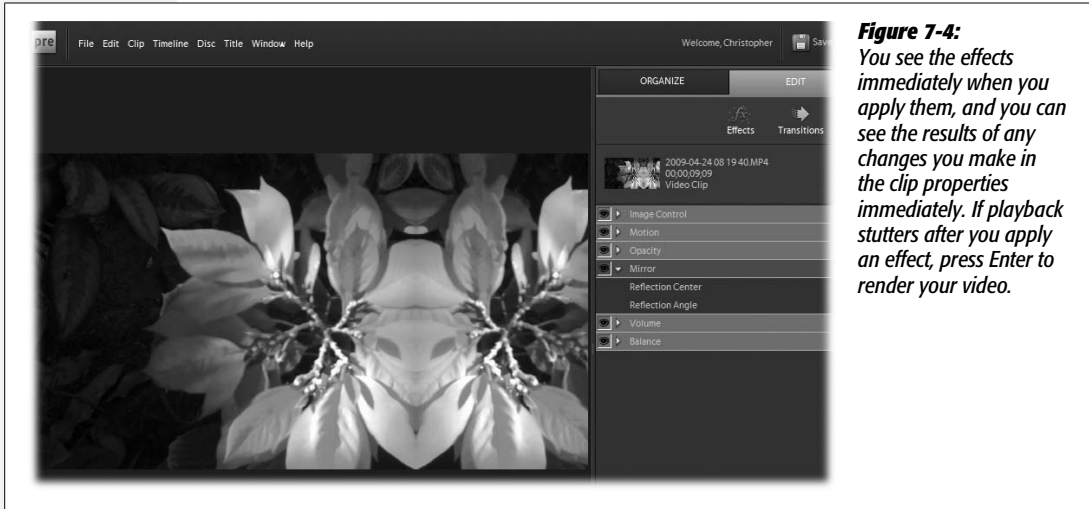 pre
File Edit Clip Timeline Disc Title Window Help
Welcome, Christopher
Save
ORGANIZE
EDIT
Effects
Transitions
2009-04-24 08 19 40.MP4
00;00;09;09
Video Clip
Image Control
Motion
Opacity
Mirror
Reflection Center
Reflection Angle
Volume
Balance
Figure 7-4:
You see the effects
immediately when you
apply them, and you can
see the results of any
changes you make in
the clip properties
immediately. If playback
stutters after you apply
an effect, press Enter to
render your video.